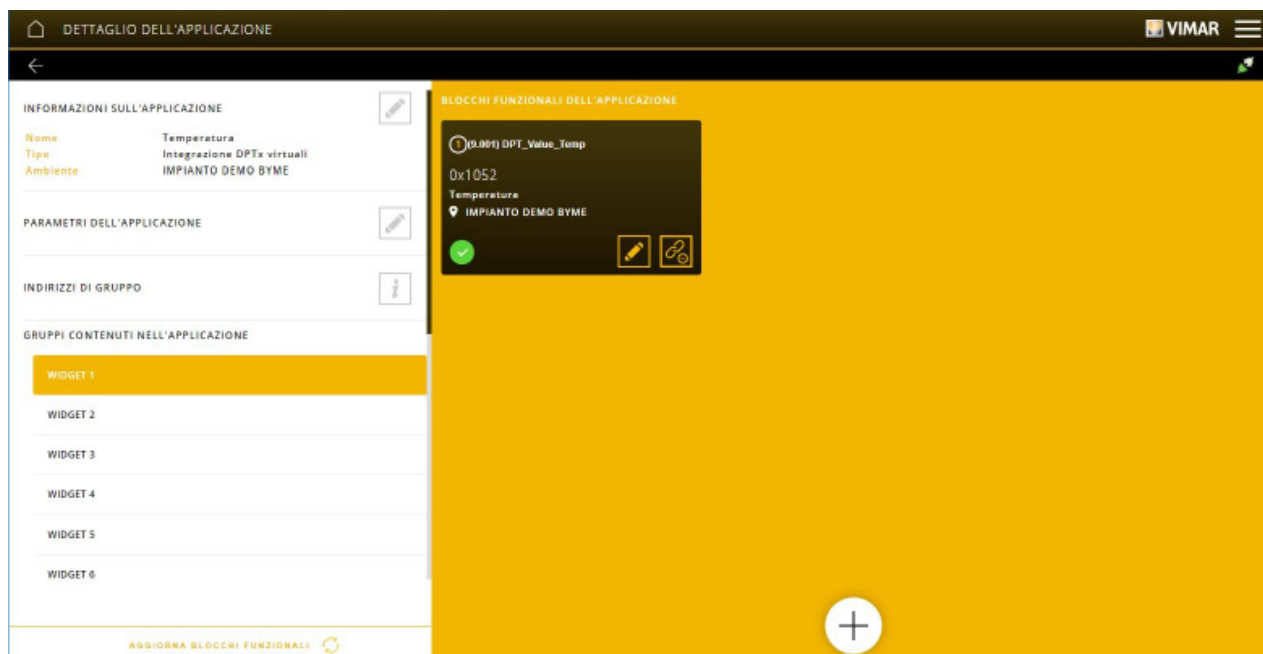 DETTAGLIO DELL'APPLICAZIONE
VIMAR
INFORMAZIONI SULL'APPLICAZIONE
Nome Temperatura
Tipo Integrazione DPTx virtuali
Ambiente IMPIANTO DEMO BYME
PARAMETRI DELL'APPLICAZIONE
INDIRIZZI DI GRUPPO
i
GRUPPI CONTENUTI NELL'APPLICAZIONE
WIDGET 1
WIDGET 2
WIDGET 3
WIDGET 4
WIDGET 5
WIDGET 6
AGGIORNA BLOCCHI FUNZIONALI
BLOCCHI FUNZIONALI DELL'APPLICAZIONE
1 (9.001) DPT_Value_Temp
0x1052
Temperatura
IMPIANTO DEMO BYME